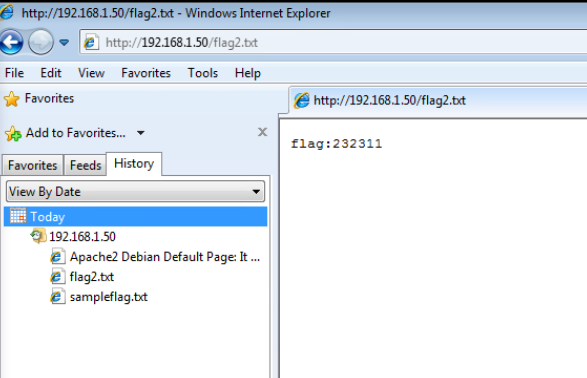 http://192.168.1.50/flag2.txt - Windows Internet Explorer
http://192.168.1.50/flag2.txt
File Edit View Favorites Tools Help
Favorites
http://192.168.1.50/flag2.txt
Add to Favorites...
Favorites Feeds History
View By Date
Today
192.168.1.50
Apache2 Debian Default Page: It ...
flag2.txt
sampleflag.txt
flag:232311